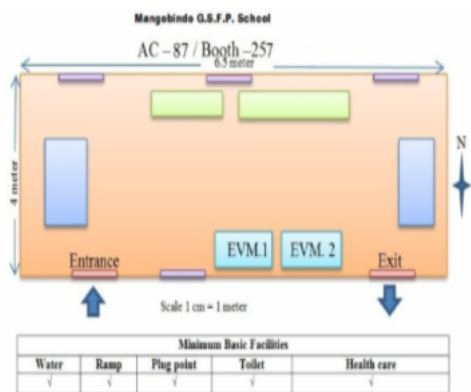 Mangobindo G.S.F.P. School
AC – 87 / Booth –257
6.5 meter
4 meter
N
EVM.1 EVM. 2
Entrance Exit
Scale 1 cm = 1 meter
Minimum Basic Facilities
Water Ramp Plug point Toilet Health care
√ √ √ √